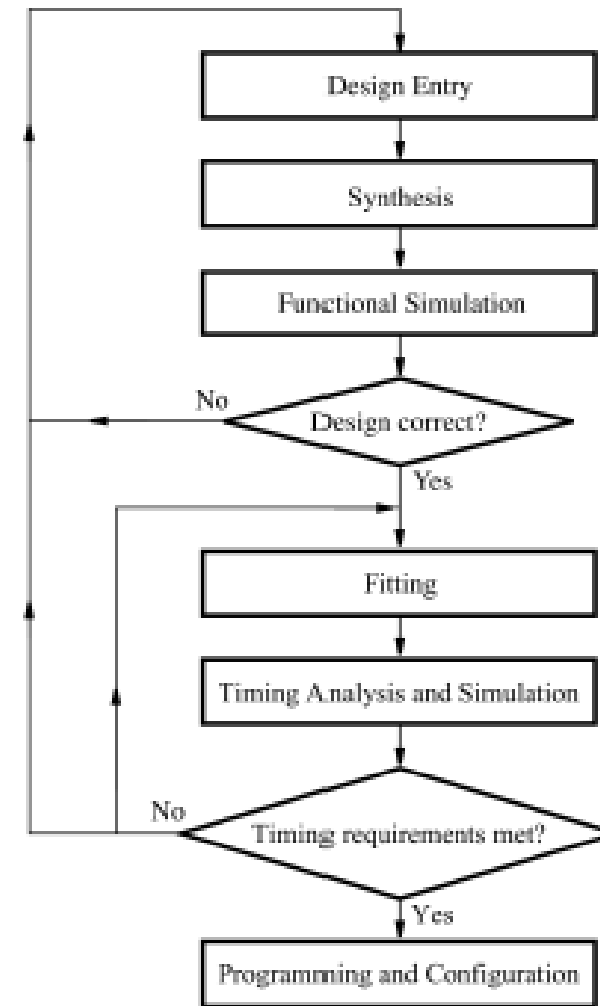 Design Entry
Synthesis
Functional Simulation
No
Design correct?
Yes
Fitting
Timing Analysis and Simulation
No
Timing requirements met?
Yes
Programming and Configuration